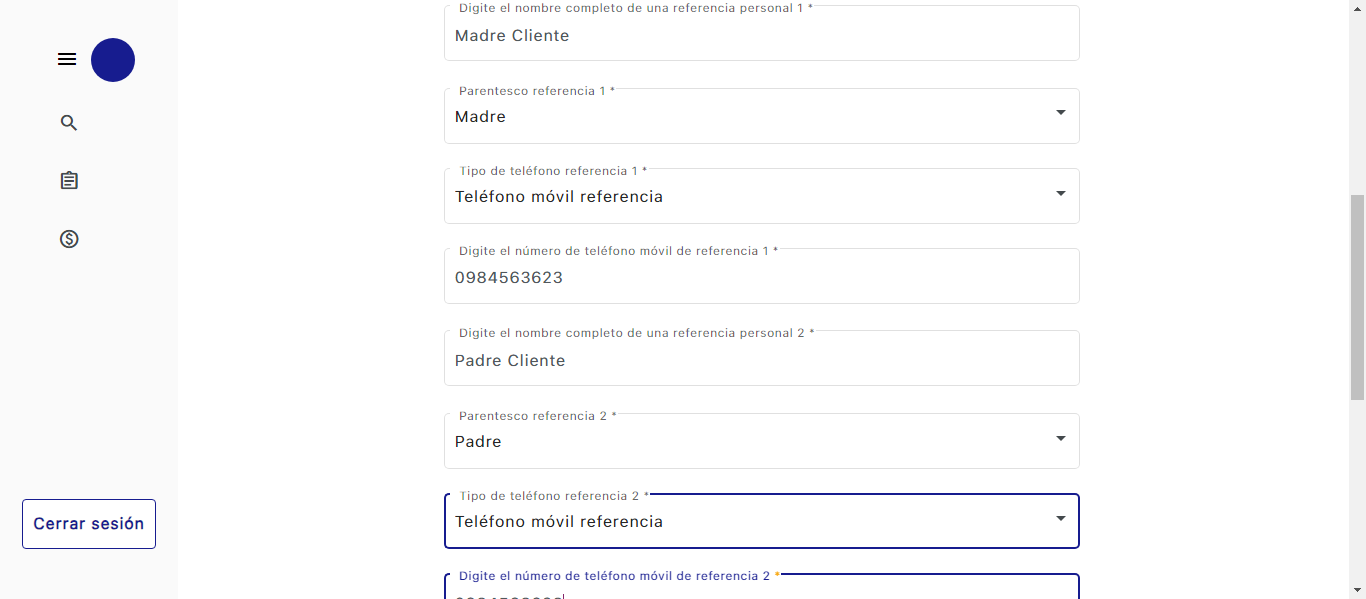 Digite el nombre completo de una referencia personal 1 *
Madre Cliente
Parentesco referencia 1 *
Madre
Tipo de teléfono referencia 1 *
Teléfono móvil referencia
Digite el número de teléfono móvil de referencia 1 *
0984563623
Digite el nombre completo de una referencia personal 2 *
Padre Cliente
Parentesco referencia 2 *
Padre
Tipo de teléfono referencia 2 *
Teléfono móvil referencia
Cerrar sesión
Digite el número de teléfono móvil de referencia 2 *